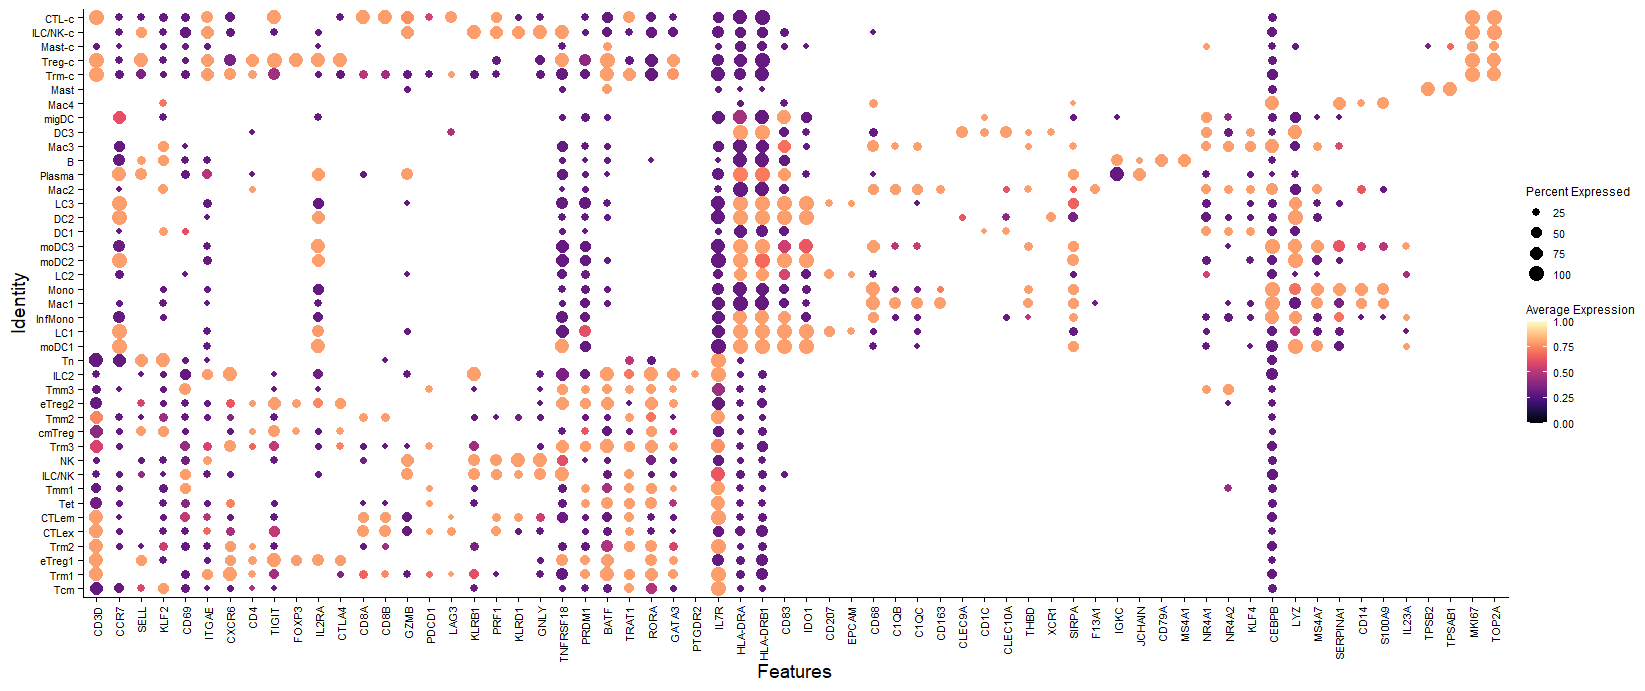 CTL-c
ILC/NK-c
Mast-c
Treg-c
Trm-c
Mast
Mac4
migDC
DC3
Mac3
B
Plasma
Mac2
LC3
DC2
DC1
moDC3
moDC2
LC2
Mono
Mac1
InfMono
LC1
moDC1
Tn
ILC2
Tmm3
eTreg2
Tmm2
cmTreg
Trm3
NK
ILC/NK
Tmm1
Tet
CTLem
CTLex
Trm2
eTreg1
Trm1
Tcm
Identity
CD3D
CCR7
SELL
KLF2
CD69
ITGAE
CXCR6
CD4
TIGIT
FOXP3
IL2RA
CTLA4
CD8A
CD8B
GZMB
PDCD1
LAG3
KLRB1
PRF1
KLRD1
GNLY
TNFRSF18
PRDM1
BATF
TRAT1
RORA
GATA3
PTGDR2
IL7R
HLA-DRA
HLA-DRB1
CD83
IDO1
CD207
EPCAM
CD68
C1QB
C1QC
CD163
CLEC9A
CD1C
CLEC10A
THBD
XCR1
SIRPA
F13A1
IGKC
JCHAIN
CD79A
MS4A1
NR4A1
NR4A2
KLF4
CEBPB
LYZ
MS4A7
SERPINA1
CD14
S100A9
IL23A
TPSB2
TPSAB1
MKI67
TOP2A
Features
Percent Expressed
25
50
75
100
Average Expression
1.00
0.75
0.50
0.25
0.00